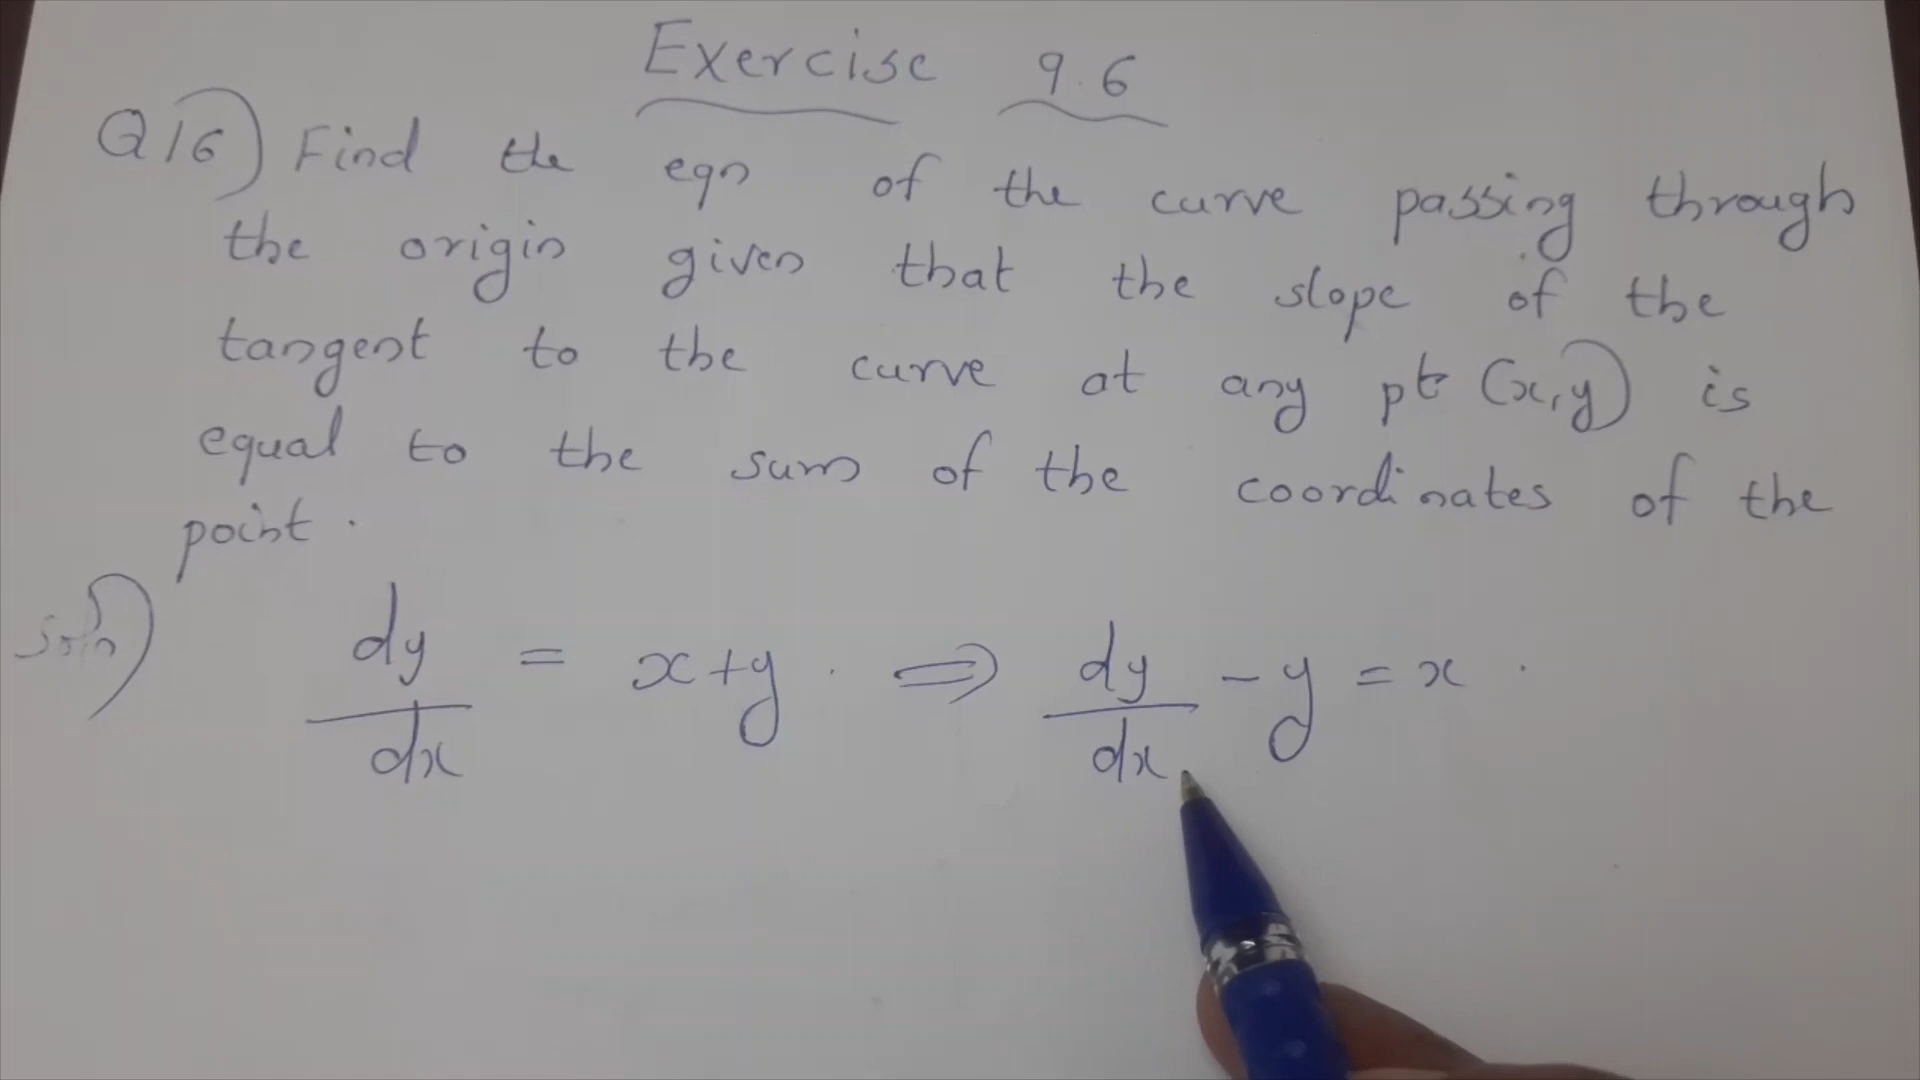 Exercise 9.6
Q16) Find the eqn of the curve passing through
the origin given that the slope of the
tangent to the curve at any pt (x,y) is
equal to the sum of the coordinates of the
point.
Soln) dy/dx = x+y. ⇒ dy/dx - y = x.